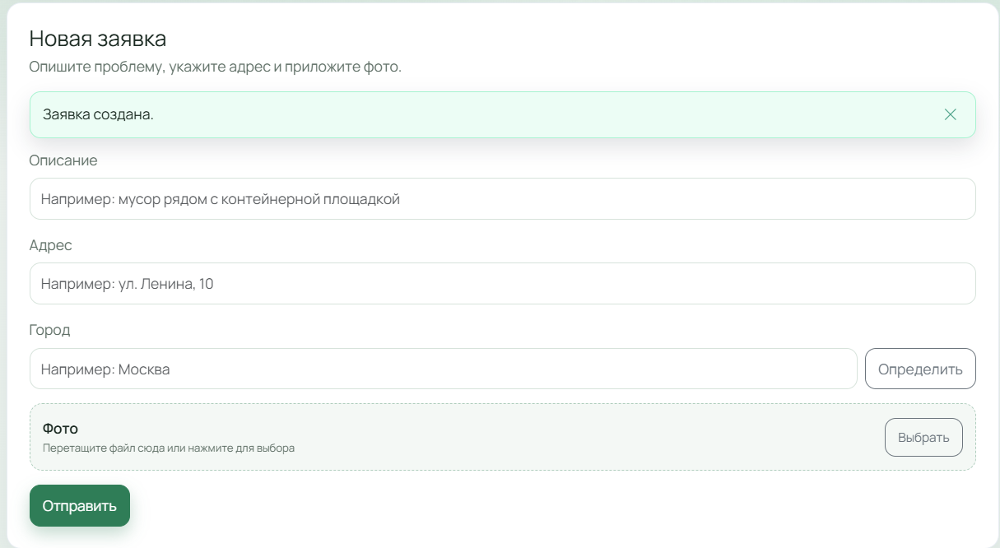 Новая заявка
Опишите проблему, укажите адрес и приложите фото.
Заявка создана.
Описание
Например: мусор рядом с контейнерной площадкой
Адрес
Например: ул. Ленина, 10
Город
Например: Москва
Определить
Фото
Перетащите файл сюда или нажмите для выбора
Выбрать
Отправить